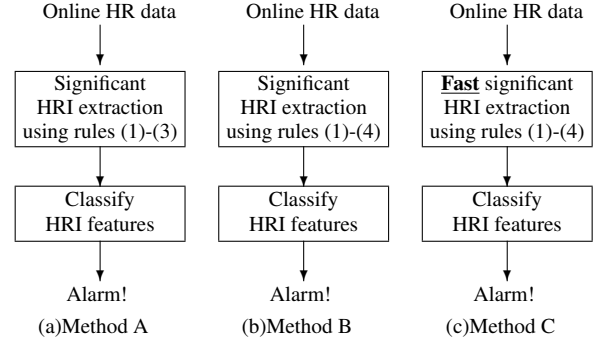 Online HR data
Significant
HRI extraction
using rules (1)-(3)
Classify
HRI features
Alarm!
(a)Method A
Online HR data
Significant
HRI extraction
using rules (1)-(4)
Classify
HRI features
Alarm!
(b)Method B
Online HR data
Fast significant
HRI extraction
using rules (1)-(4)
Classify
HRI features
Alarm!
(c)Method C